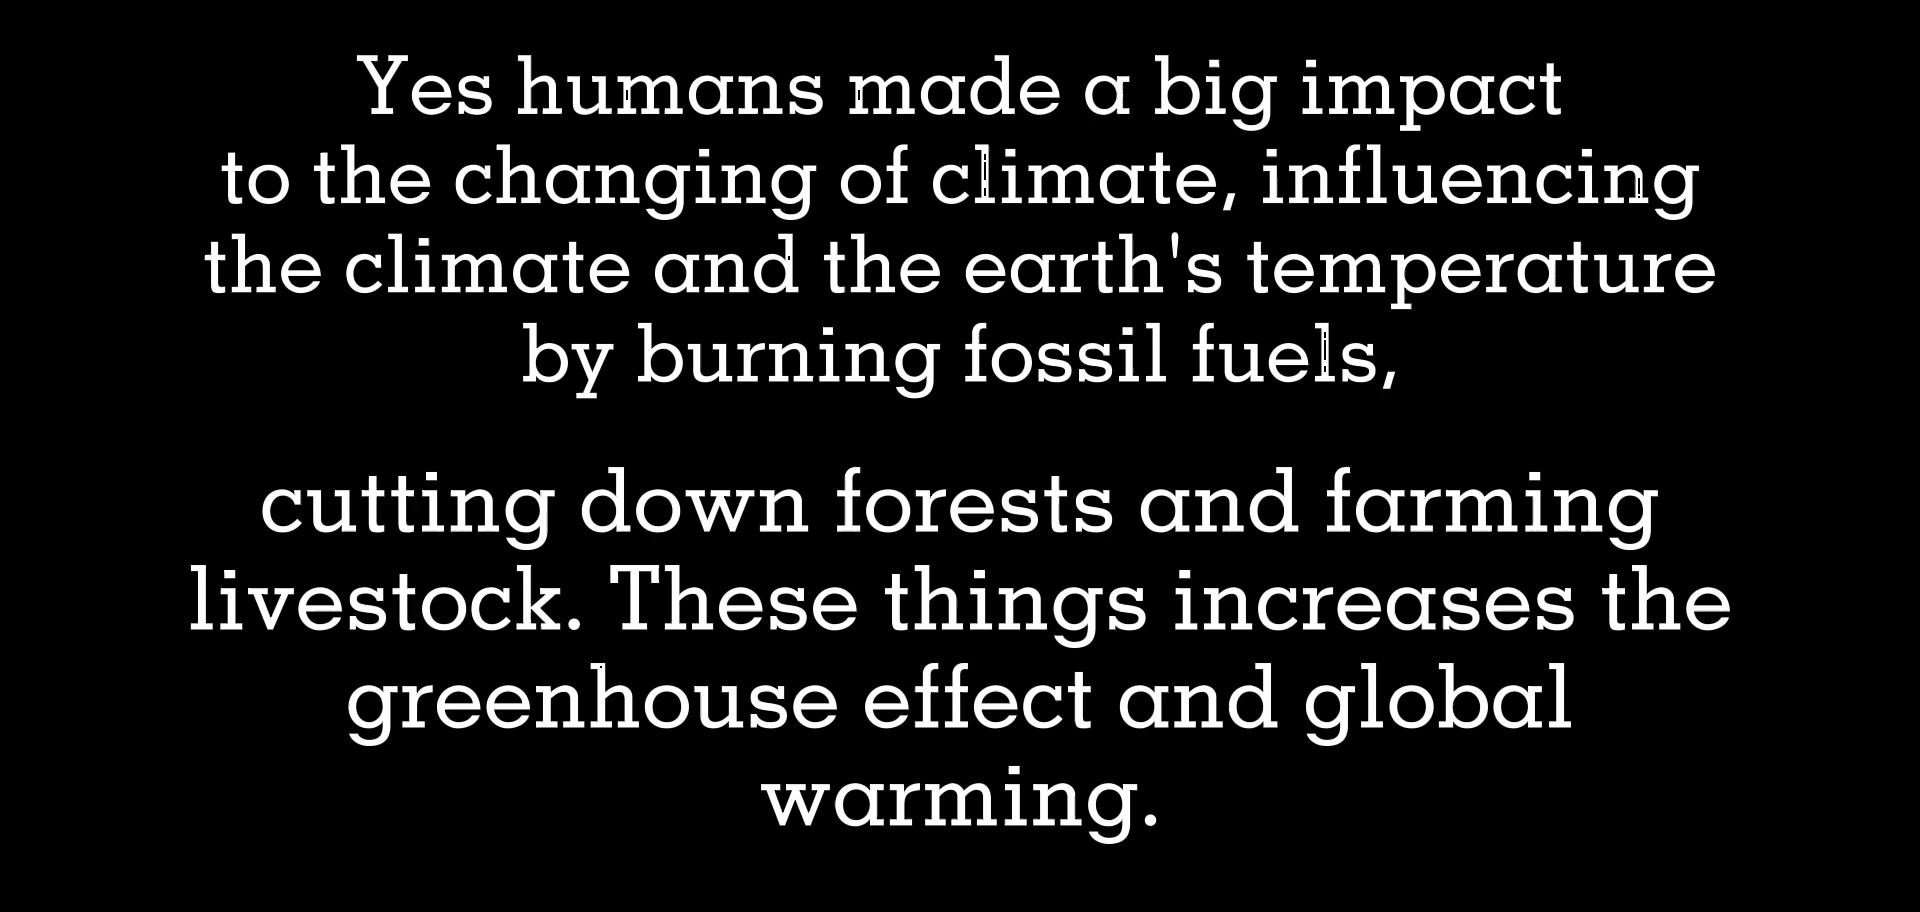 Yes humans made a big impact
to the changing of climate, influencing
the climate and the earth's temperature
by burning fossil fuels,
cutting down forests and farming
livestock. These things increases the
greenhouse effect and global
warming.